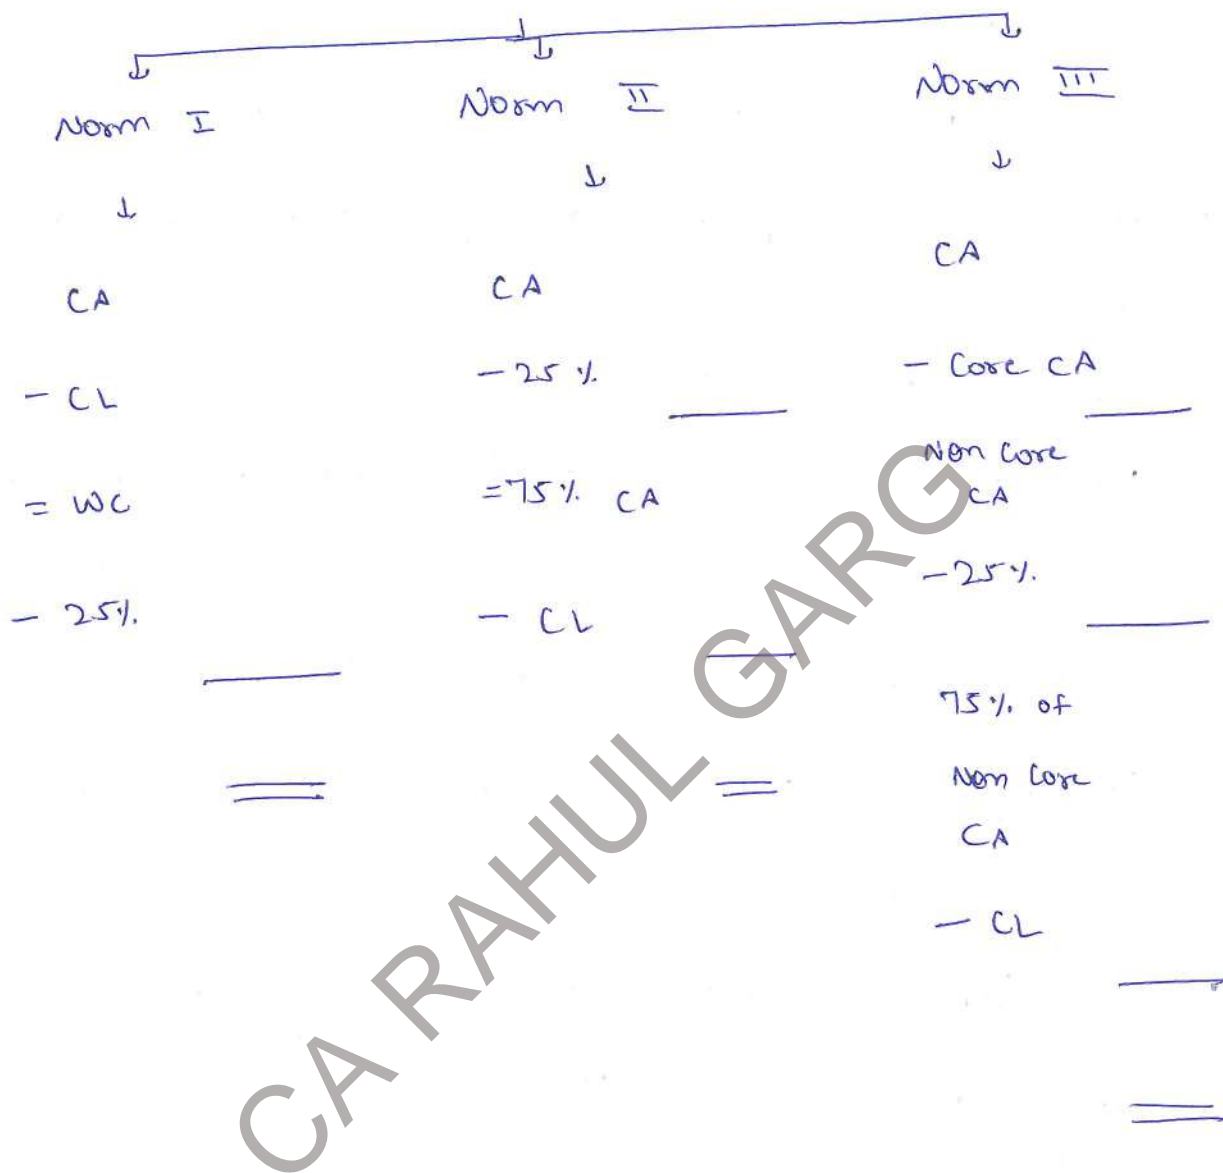 Norm I
CA
- CL
= WC
- 25%.
Norm II
CA
- 25%.
= 75% CA
- CL
Norm III
CA
- Core CA
Non Core
CA
- 25%.
75%. of
Non Core
CA
- CL
CA RAHUL GARG